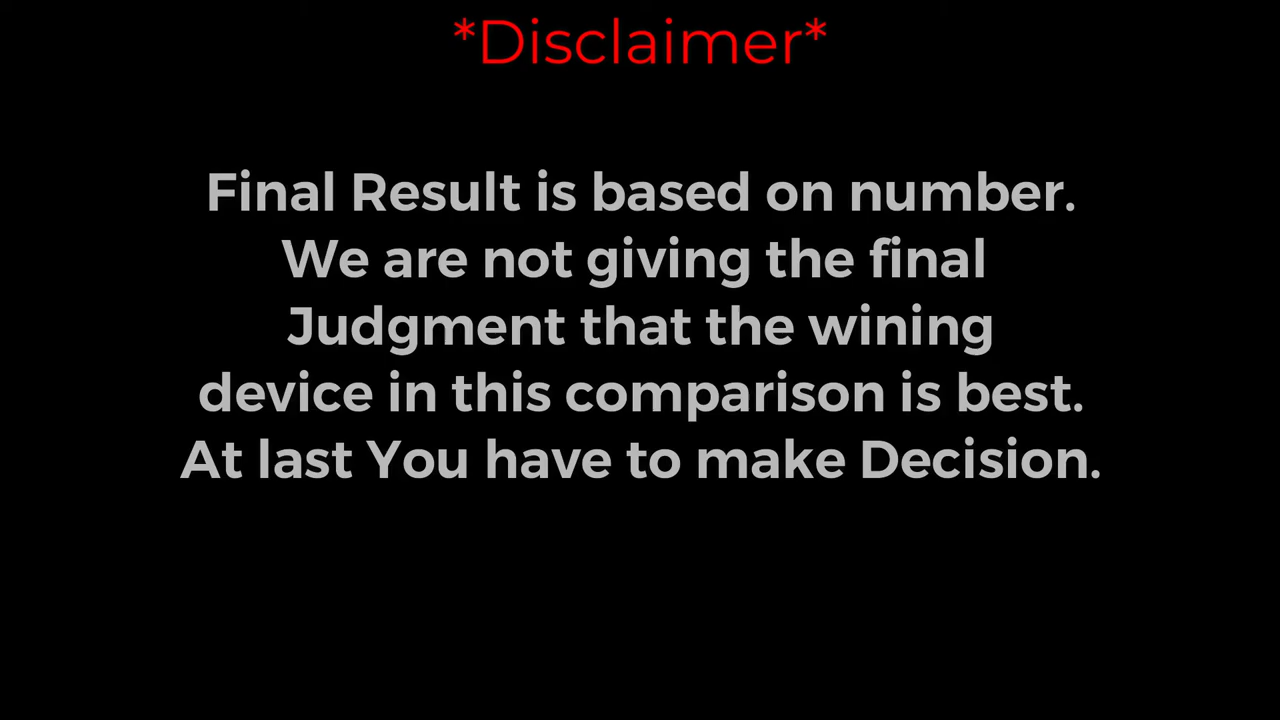 *Disclaimer*
Final Result is based on number.
We are not giving the final
Judgment that the wining
device in this comparison is best.
At last You have to make Decision.